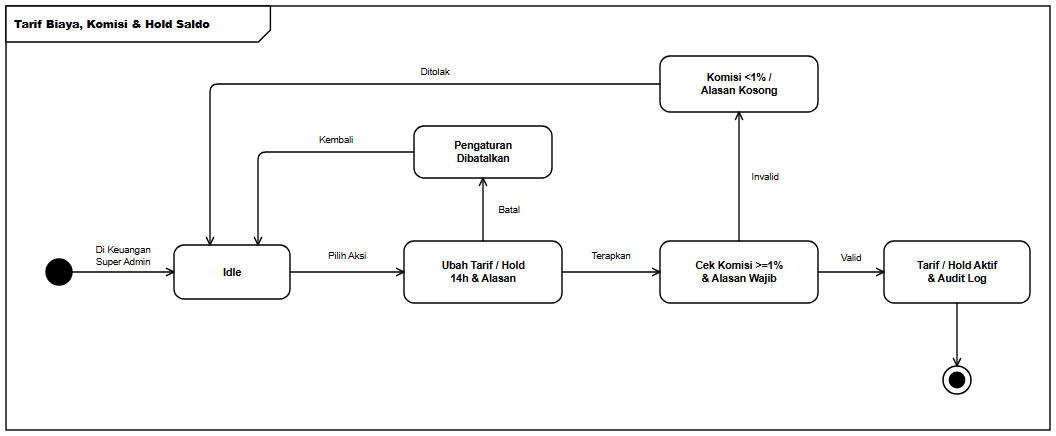 Tarif Biaya, Komisi & Hold Saldo
Ditolak
Komisi <1% /
Alasan Kosong
Kembali
Pengaturan
Dibatalkan
Invalid
Batal
Di Keuangan
Super Admin
Idle
Pilih Aksi
Ubah Tarif / Hold
14h & Alasan
Terapkan
Cek Komisi >=1%
& Alasan Wajib
Valid
Tarif / Hold Aktif
& Audit Log